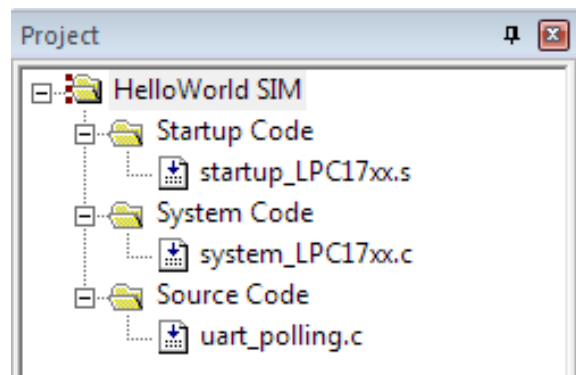 Project
HelloWorld SIM
Startup Code
startup_LPC17xx.s
System Code
system_LPC17xx.c
Source Code
uart_polling.c